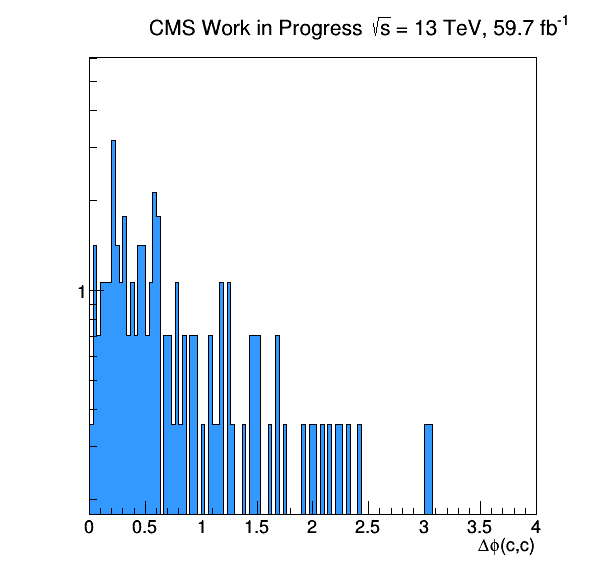 CMS Work in Progress √s = 13 TeV, 59.7 fb⁻¹
1
0 0.5 1 1.5 2 2.5 3 3.5 4
Δϕ(c,c)